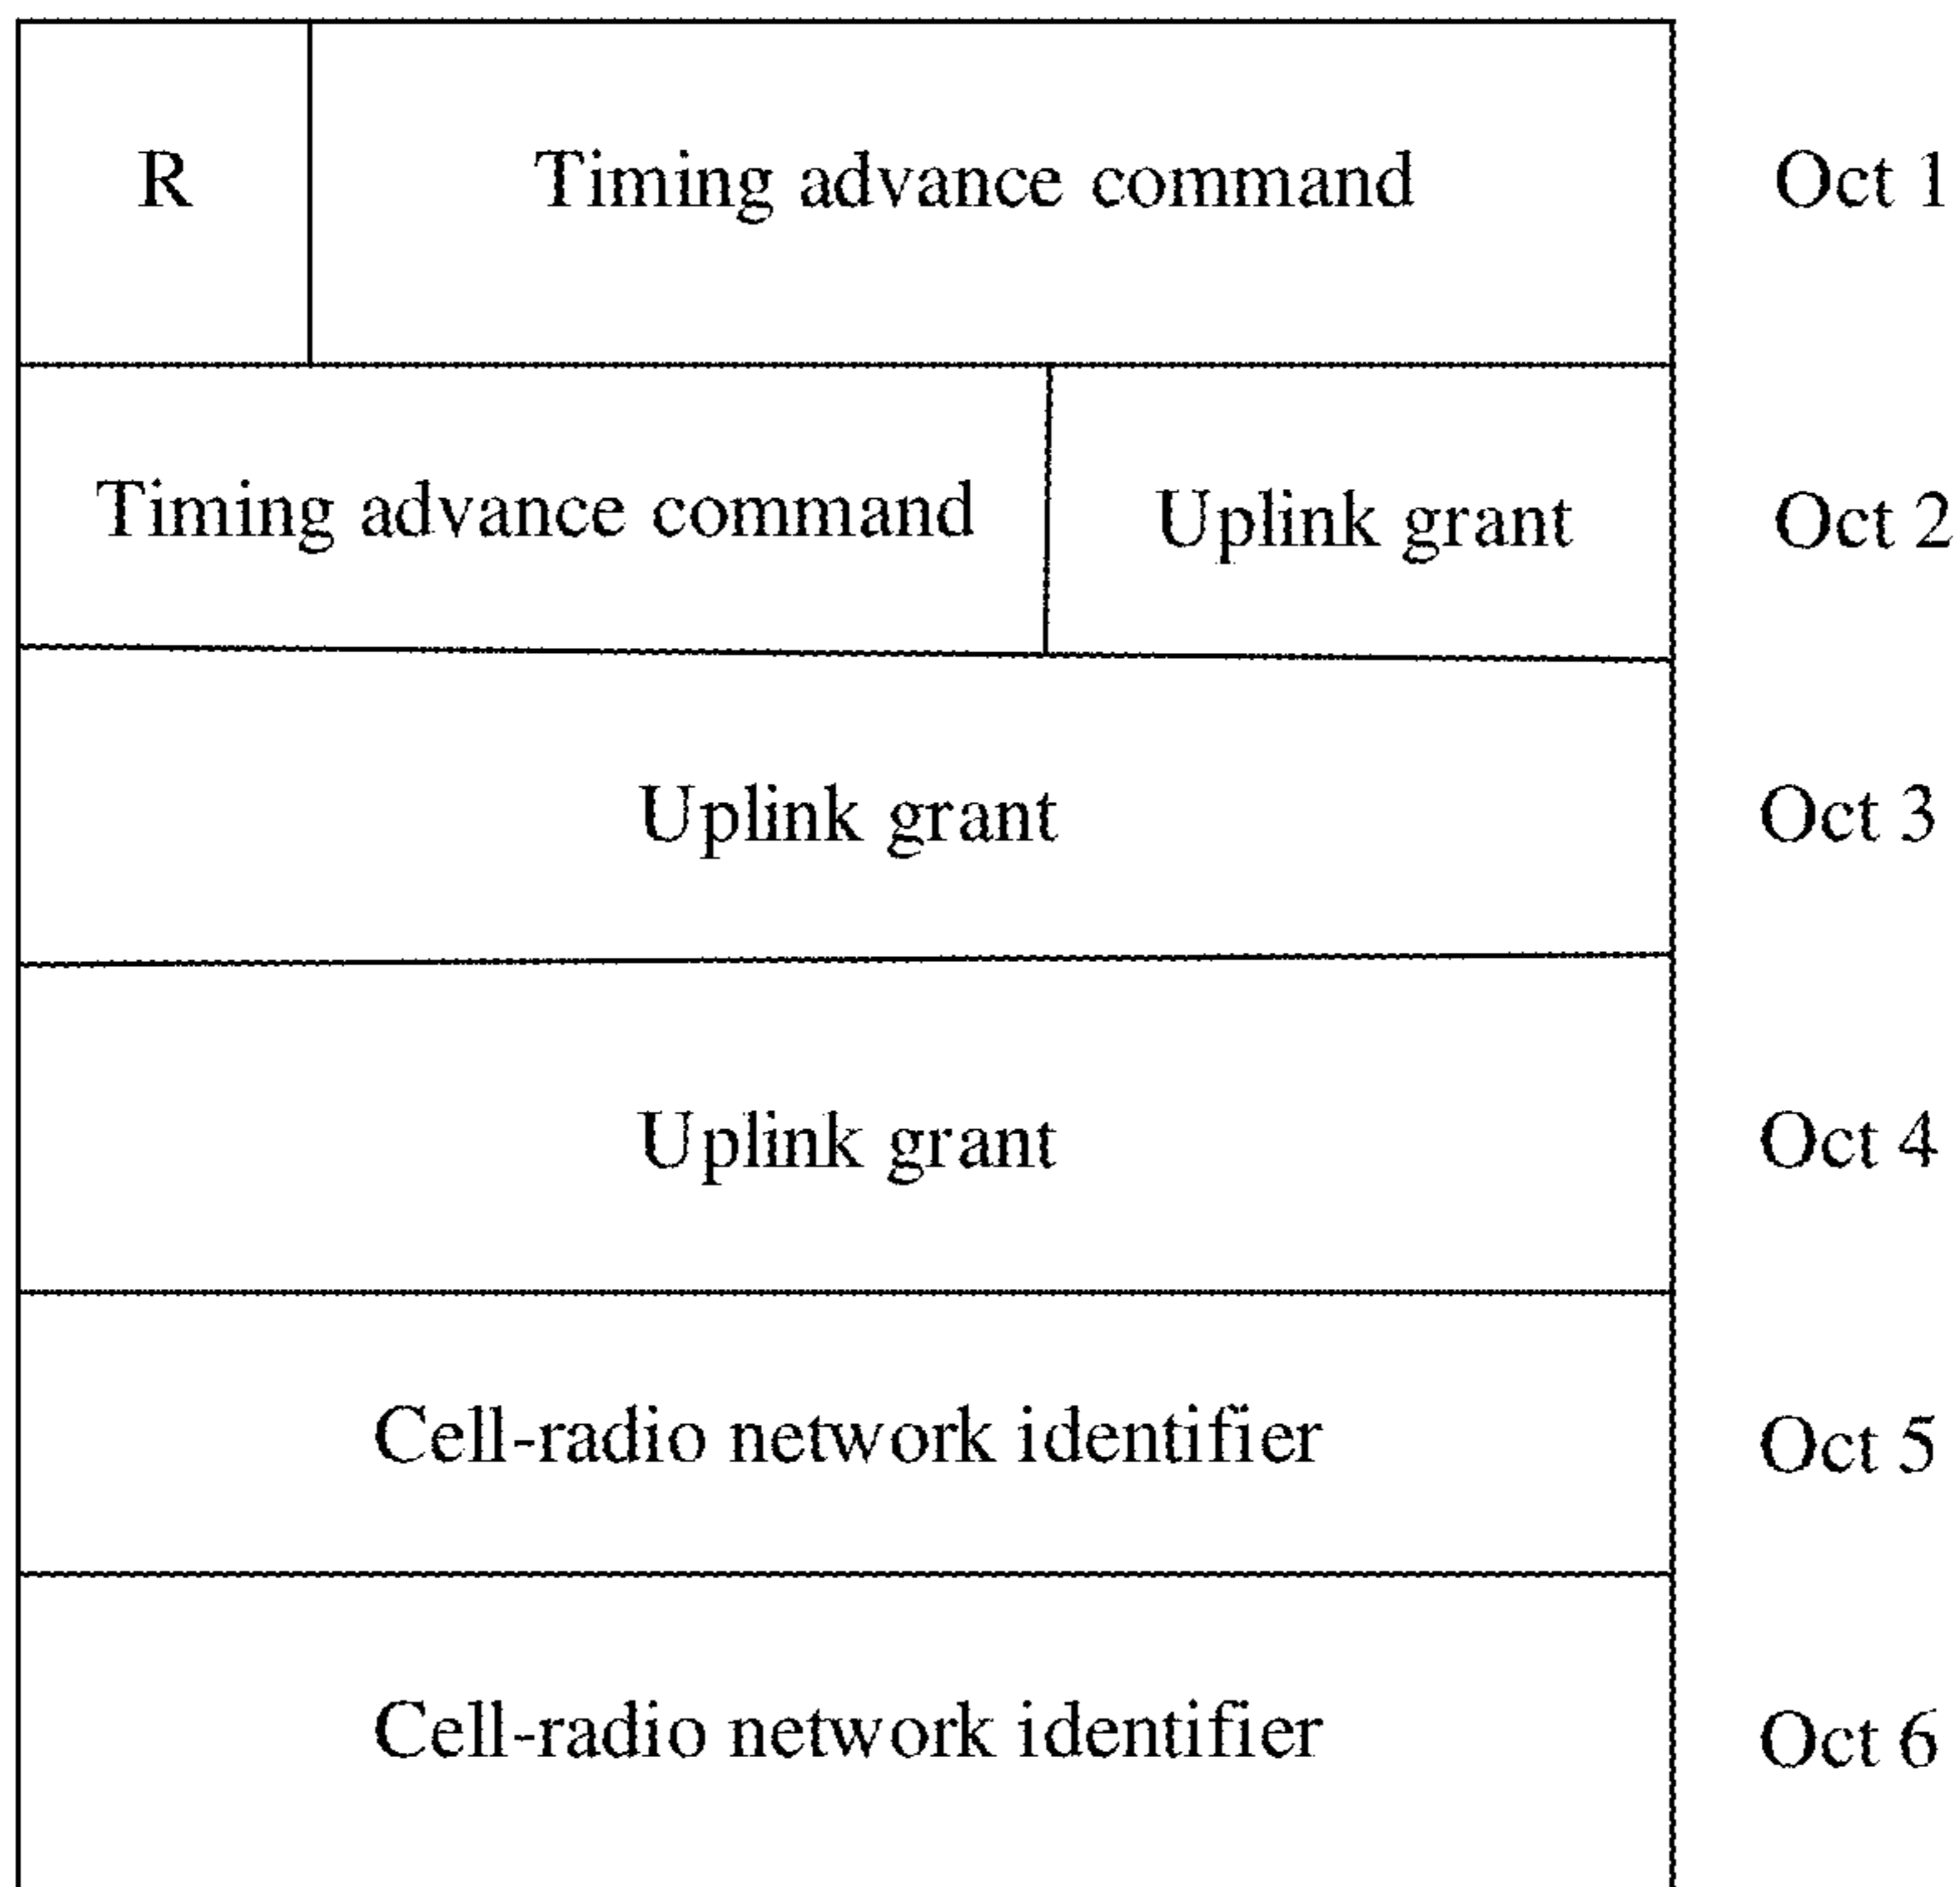 R Timing advance command Oct 1
Timing advance command Uplink grant Oct 2
Uplink grant Oct 3
Uplink grant Oct 4
Cell-radio network identifier Oct 5
Cell-radio network identifier Oct 6